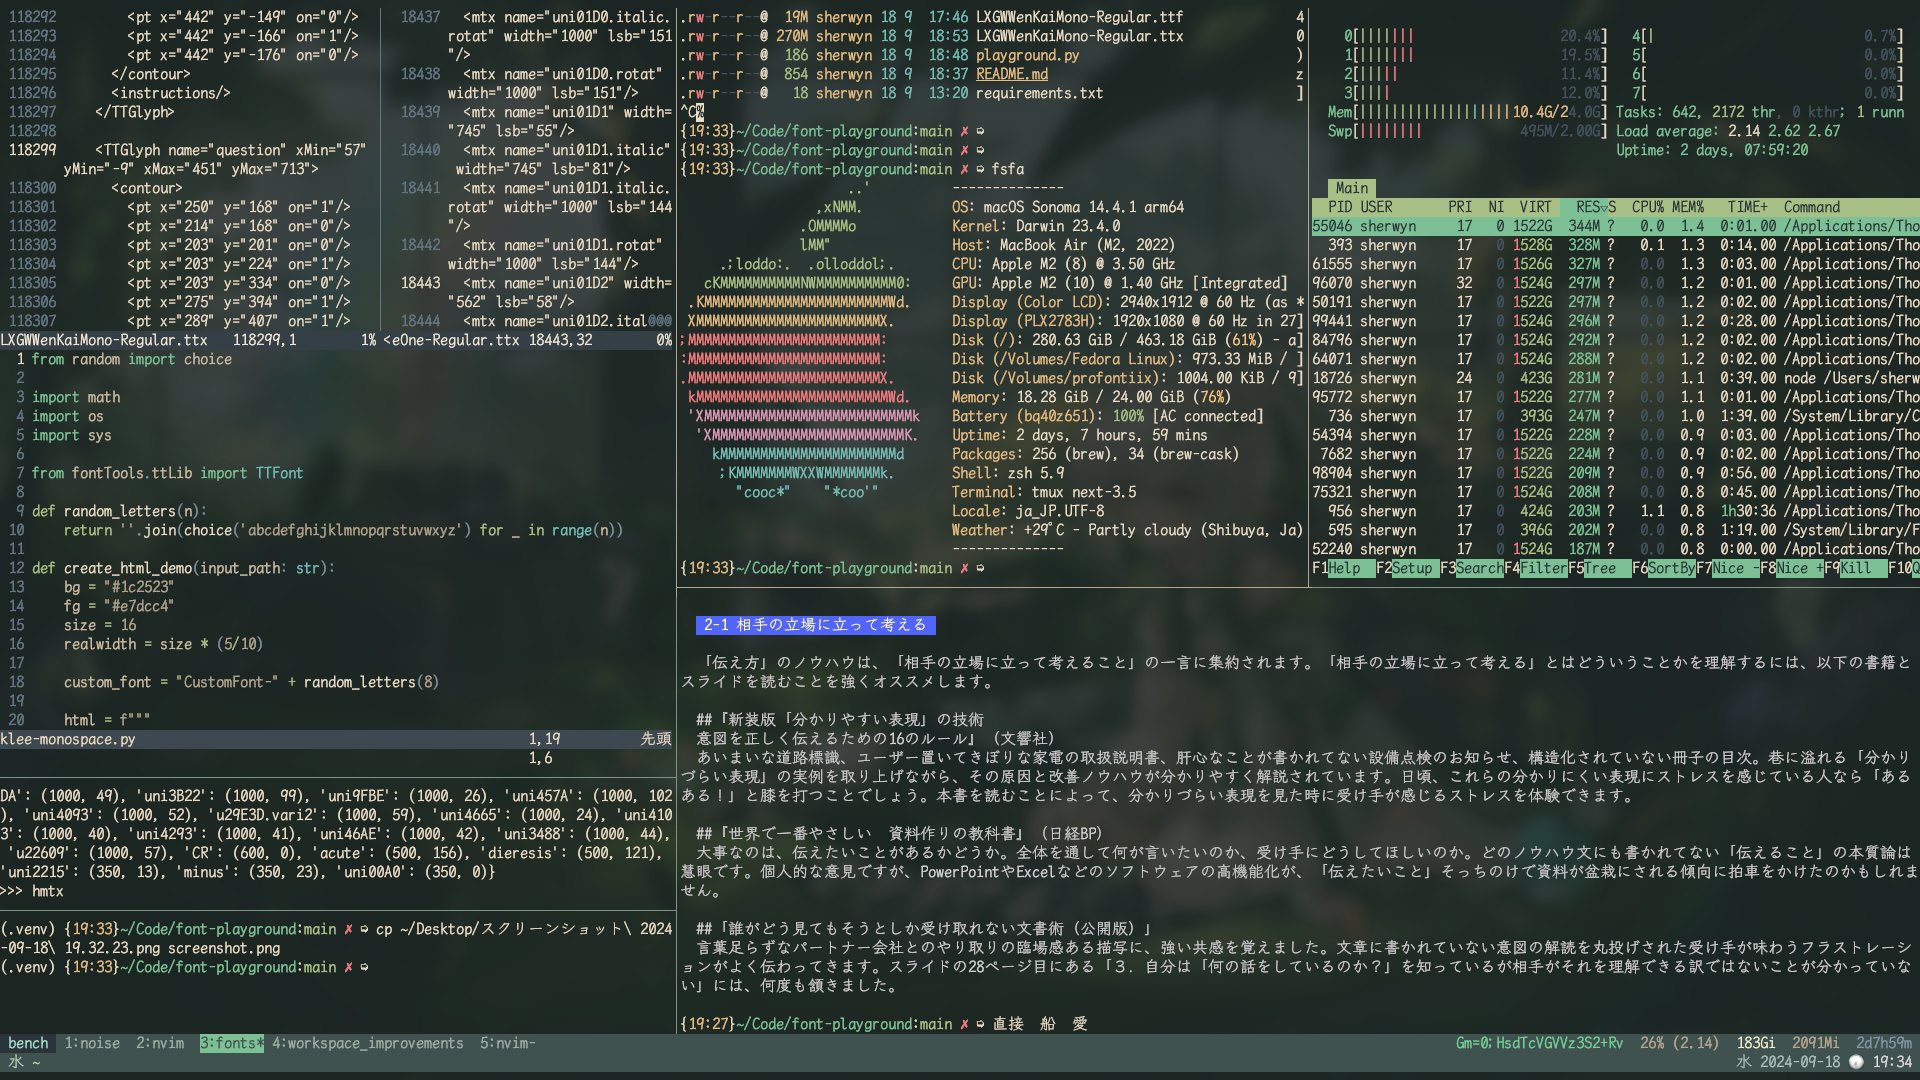 118292         <pt x="442" y="-149" on="0"/>
118293         <pt x="442" y="-166" on="1"/>
118294         <pt x="442" y="-176" on="0"/>
118295       </contour>
118296       <instructions/>
118297     </TTGlyph>
118298
118299     <TTGlyph name="question" xMin="57"
yMin="-9" xMax="451" yMax="713">
118300       <contour>
118301         <pt x="250" y="168" on="1"/>
118302         <pt x="214" y="168" on="0"/>
118303         <pt x="203" y="201" on="0"/>
118304         <pt x="203" y="224" on="1"/>
118305         <pt x="203" y="334" on="0"/>
118306         <pt x="275" y="394" on="1"/>
118307         <pt x="289" y="407" on="1"/>
LXGWWenKaiMono-Regular.ttx   118299,1        1%
18437   <mtx name="uni01D0.italic.
rotat" width="1000" lsb="151
"/>
18438   <mtx name="uni01D0.rotat"
width="1000" lsb="151"/>
18439   <mtx name="uni01D1" width=
"745" lsb="55"/>
18440   <mtx name="uni01D1.italic"
width="745" lsb="81"/>
18441   <mtx name="uni01D1.italic.
rotat" width="1000" lsb="144
"/>
18442   <mtx name="uni01D1.rotat"
width="1000" lsb="144"/>
18443   <mtx name="uni01D2" width=
"562" lsb="58"/>
18444   <mtx name="uni01D2.ital@@@
<eOne-Regular.ttx 18443,32        0%
1 from random import choice
2
3 import math
4 import os
5 import sys
6
7 from fontTools.ttLib import TTFont
8
9 def random_letters(n):
10     return ''.join(choice('abcdefghijklmnopqrstuvwxyz') for _ in range(n))
11
12 def create_html_demo(input_path: str):
13     bg = "#1c2523"
14     fg = "#e7dcc4"
15     size = 16
16     realwidth = size * (5/10)
17
18     custom_font = "CustomFont-" + random_letters(8)
19
20     html = f"""
klee-monospace.py                1,19          先頭
1,6
DA': (1000, 49), 'uni3B22': (1000, 99), 'uni9FBE': (1000, 26), 'uni457A': (1000, 102
), 'uni4093': (1000, 52), 'u29E3D.vari2': (1000, 59), 'uni4665': (1000, 24), 'uni410
3': (1000, 40), 'uni4293': (1000, 41), 'uni46AE': (1000, 42), 'uni3488': (1000, 44),
'u22609': (1000, 57), 'CR': (600, 0), 'acute': (500, 156), 'dieresis': (500, 121),
'uni2215': (350, 13), 'minus': (350, 23), 'uni00A0': (350, 0)}
>>> hmtx
(.venv) {19:33}~/Code/font-playground:main ✗ ➭ cp ~/Desktop/スクリーンショット\ 2024
-09-18\ 19.32.23.png screenshot.png
(.venv) {19:33}~/Code/font-playground:main ✗ ➭
.rw-r--r--@  19M sherwyn 18 9  17:46 LXGWWenKaiMono-Regular.ttf   4
.rw-r--r--@ 270M sherwyn 18 9  18:53 LXGWWenKaiMono-Regular.ttx   0
.rw-r--r--@  186 sherwyn 18 9  18:48 playground.py   )
.rw-r--r--@  854 sherwyn 18 9  18:37 README.md   z
.rw-r--r--@   18 sherwyn 18 9  13:20 requirements.txt   ]
^C%
{19:33}~/Code/font-playground:main ✗ ➭
{19:33}~/Code/font-playground:main ✗ ➭
{19:33}~/Code/font-playground:main ✗ ➭ fsfa
..'   --------------
,xNMM.   OS: macOS Sonoma 14.4.1 arm64
.OMMMMo   Kernel: Darwin 23.4.0
lMM"   Host: MacBook Air (M2, 2022)
.;loddo:.  .olloddol;.   CPU: Apple M2 (8) @ 3.50 GHz
cKMMMMMMMMMMNWMMMMMMMMMM0:   GPU: Apple M2 (10) @ 1.40 GHz [Integrated]
.KMMMMMMMMMMMMMMMMMMMMMMMWd.   Display (Color LCD): 2940x1912 @ 60 Hz (as *
XMMMMMMMMMMMMMMMMMMMMMMMX.   Display (PLX2783H): 1920x1080 @ 60 Hz in 27]
;MMMMMMMMMMMMMMMMMMMMMMMM:   Disk (/): 280.63 GiB / 463.18 GiB (61%) - a]
:MMMMMMMMMMMMMMMMMMMMMMMM:   Disk (/Volumes/Fedora Linux): 973.33 MiB / ]
.MMMMMMMMMMMMMMMMMMMMMMMMX.   Disk (/Volumes/profontiix): 1004.00 KiB / 9]
kMMMMMMMMMMMMMMMMMMMMMMMMWd.   Memory: 18.28 GiB / 24.00 GiB (76%)
'XMMMMMMMMMMMMMMMMMMMMMMMMMMk   Battery (bq40z651): 100% [AC connected]
'XMMMMMMMMMMMMMMMMMMMMMMMMK.   Uptime: 2 days, 7 hours, 59 mins
kMMMMMMMMMMMMMMMMMMMMMMd   Packages: 256 (brew), 34 (brew-cask)
;KMMMMMMMWXXWMMMMMMMk.   Shell: zsh 5.9
"cooc*"    "*coo'"   Terminal: tmux next-3.5
Locale: ja_JP.UTF-8
Weather: +29°C - Partly cloudy (Shibuya, Ja)
--------------
{19:33}~/Code/font-playground:main ✗ ➭
0[|||||||   20.4%]   4[|   0.7%]
1[|||||||   19.5%]   5[   0.0%]
2[|||||   11.4%]   6[   0.0%]
3[||||   12.0%]   7[   0.0%]
Mem[|||||||||||||||||||10.4G/24.0G]   Tasks: 642, 2172 thr, 0 kthr; 1 runn
Swp[||||||||   495M/2.00G]   Load average: 2.14 2.62 2.67
Uptime: 2 days, 07:59:20
Main
PID USER       PRI  NI  VIRT   RES▽S  CPU% MEM%   TIME+  Command
55046 sherwyn     17   0 1522G  344M ?   0.0  1.4  0:01.00 /Applications/Tho
393 sherwyn     17   0 1528G  328M ?   0.1  1.3  0:14.00 /Applications/Tho
61555 sherwyn     17   0 1526G  327M ?   0.0  1.3  0:03.00 /Applications/Tho
96070 sherwyn     32   0 1524G  297M ?   0.0  1.2  0:01.00 /Applications/Tho
50191 sherwyn     17   0 1522G  297M ?   0.0  1.2  0:02.00 /Applications/Tho
99441 sherwyn     17   0 1524G  296M ?   0.0  1.2  0:28.00 /Applications/Tho
84796 sherwyn     17   0 1524G  292M ?   0.0  1.2  0:02.00 /Applications/Tho
64071 sherwyn     17   0 1524G  288M ?   0.0  1.2  0:02.00 /Applications/Tho
18726 sherwyn     24   0  423G  281M ?   0.0  1.1  0:39.00 node /Users/sherw
95772 sherwyn     17   0 1522G  277M ?   0.0  1.1  0:01.00 /Applications/Tho
736 sherwyn     17   0  393G  247M ?   0.0  1.0  1:39.00 /System/Library/C
54394 sherwyn     17   0 1522G  228M ?   0.0  0.9  0:03.00 /Applications/Tho
7682 sherwyn     17   0 1522G  224M ?   0.0  0.9  0:02.00 /Applications/Tho
98904 sherwyn     17   0 1522G  209M ?   0.0  0.9  0:56.00 /Applications/Tho
75321 sherwyn     17   0 1524G  208M ?   0.0  0.8  0:45.00 /Applications/Tho
956 sherwyn     17   0  424G  203M ?   1.1  0.8  1h30:36 /Applications/Tho
595 sherwyn     17   0  396G  202M ?   0.0  0.8  1:19.00 /System/Library/F
52240 sherwyn     17   0 1524G  187M ?   0.0  0.8  0:00.00 /Applications/Tho
F1Help  F2Setup F3SearchF4FilterF5Tree  F6SortByF7Nice -F8Nice +F9Kill  F10Q
2-1 相手の立場に立って考える
「伝え方」のノウハウは、「相手の立場に立って考えること」の一言に集約されます。「相手の立場に立って考える」とはどういうことかを理解するには、以下の書籍と
スライドを読むことを強くオススメします。
##『新装版「分かりやすい表現」の技術
意図を正しく伝えるための16のルール』（文響社）
あいまいな道路標識、ユーザー置いてきぼりな家電の取扱説明書、肝心なことが書かれてない設備点検のお知らせ、構造化されていない冊子の目次。巷に溢れる「分かり
づらい表現」の実例を取り上げながら、その原因と改善ノウハウが分かりやすく解説されています。日頃、これらの分かりにくい表現にストレスを感じている人なら「ある
ある！」と膝を打つことでしょう。本書を読むことによって、分かりづらい表現を見た時に受け手が感じるストレスを体験できます。
##『世界で一番やさしい　資料作りの教科書』（日経BP）
大事なのは、伝えたいことがあるかどうか。全体を通して何が言いたいのか、受け手にどうしてほしいのか。どのノウハウ文にも書かれてない「伝えること」の本質論は
慧眼です。個人的な意見ですが、PowerPointやExcelなどのソフトウェアの高機能化が、「伝えたいこと」そっちのけで資料が盆栽にされる傾向に拍車をかけたのかもしれま
せん。
##「誰がどう見てもそうとしか受け取れない文書術（公開版）」
言葉足らずなパートナー会社とのやり取りの臨場感ある描写に、強い共感を覚えました。文章に書かれていない意図の解読を丸投げされた受け手が味わうフラストレーシ
ョンがよく伝わってきます。スライドの28ページ目にある「３．自分は「何の話をしているのか？」を知っているが相手がそれを理解できる訳ではないことが分かっていな
い」には、何度も頷きました。
{19:27}~/Code/font-playground:main ✗ ➭ 直接　船　愛
bench  1:noise  2:nvim  3:fonts* 4:workspace_improvements  5:nvim-   Gm=0;HsdTcVGVVz3S2+Rv  26% (2.14)  183Gi  2091Mi  2d7h59m
水 ~   水 2024-09-18 19:34